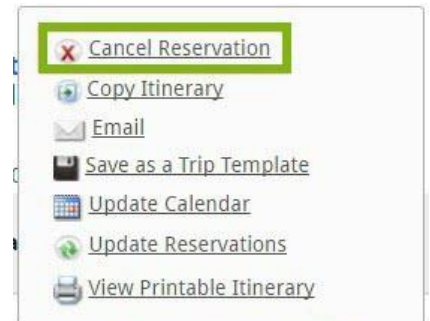 Cancel Reservation
Copy Itinerary
Email
Save as a Trip Template
Update Calendar
Update Reservations
View Printable Itinerary